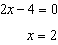 2x − 4 = 0
x = 2